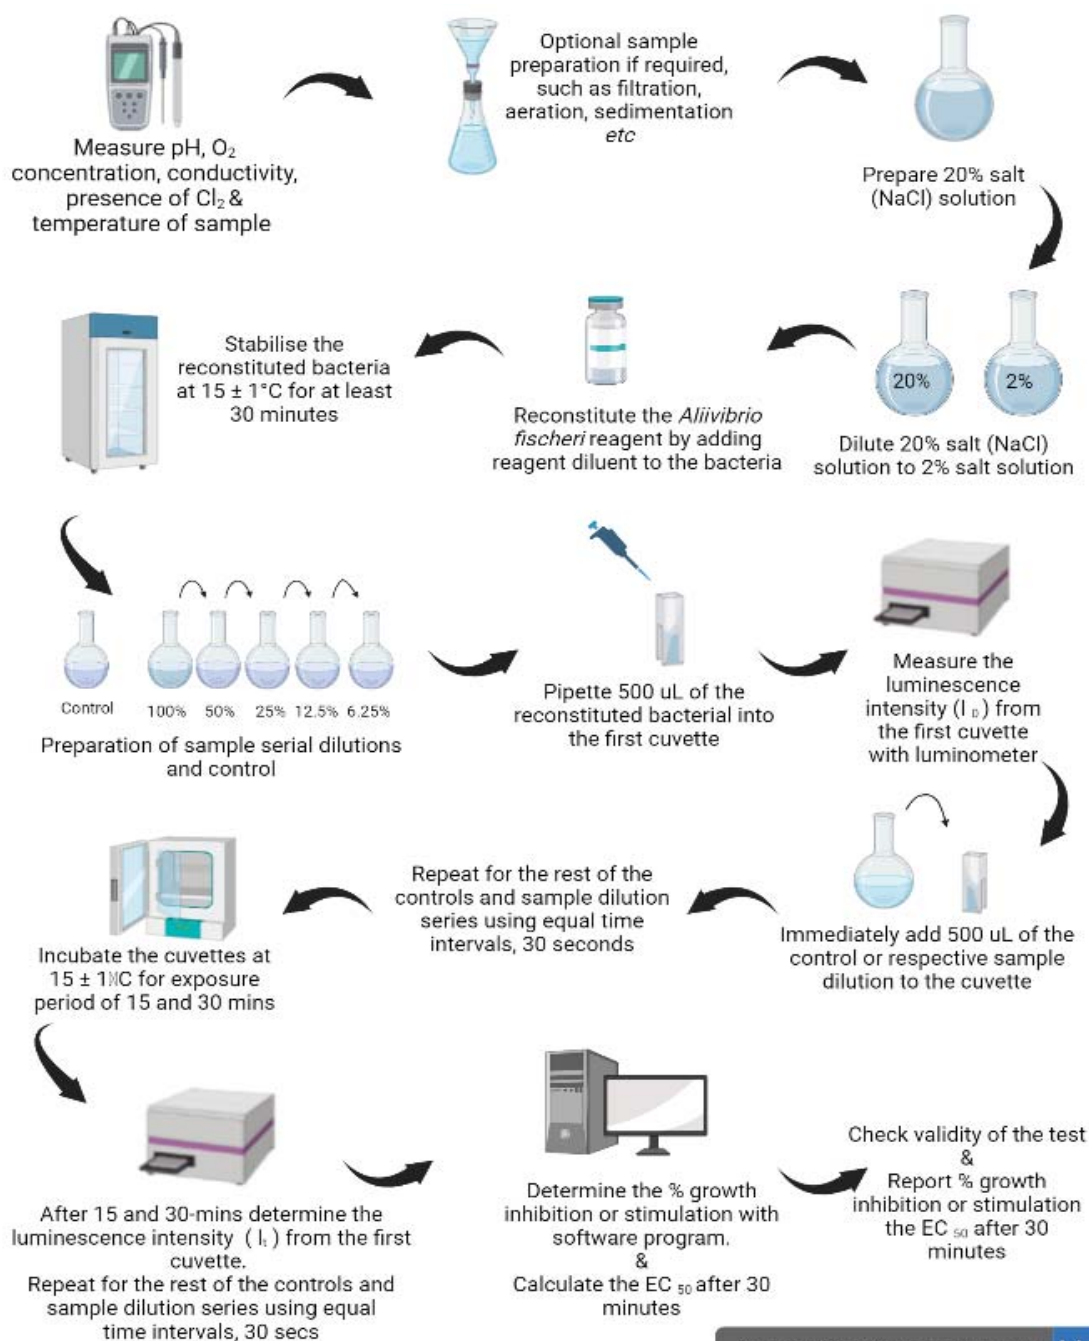 Measure pH, O₂
concentration, conductivity,
presence of Cl₂ &
temperature of sample
Optional sample
preparation if required,
such as filtration,
aeration, sedimentation
etc
Prepare 20% salt
(NaCl) solution
20%
2%
Dilute 20% salt (NaCl)
solution to 2% salt solution
Reconstitute the Aliivibrio
fischeri reagent by adding
reagent diluent to the bacteria
Stabilise the
reconstituted bacteria
at 15 ± 1°C for at least
30 minutes
Control
100%
50%
25%
12.5%
6.25%
Preparation of sample serial dilutions
and control
Pipette 500 uL of the
reconstituted bacterial into
the first cuvette
Measure the
luminescence
intensity (I ₀) from
the first cuvette
with luminometer
Immediately add 500 uL of the
control or respective sample
dilution to the cuvette
Repeat for the rest of the
controls and sample dilution
series using equal time
intervals, 30 seconds
Incubate the cuvettes at
15 ± 1 C for exposure
period of 15 and 30 mins
After 15 and 30-mins determine the
luminescence intensity ( Iₜ ) from the first
cuvette.
Repeat for the rest of the controls and
sample dilution series using equal
time intervals, 30 secs
Determine the % growth
inhibition or stimulation with
software program.
&
Calculate the EC ₅₀ after 30
minutes
Check validity of the test
&
Report % growth
inhibition or stimulation
the EC ₅₀ after 30
minutes